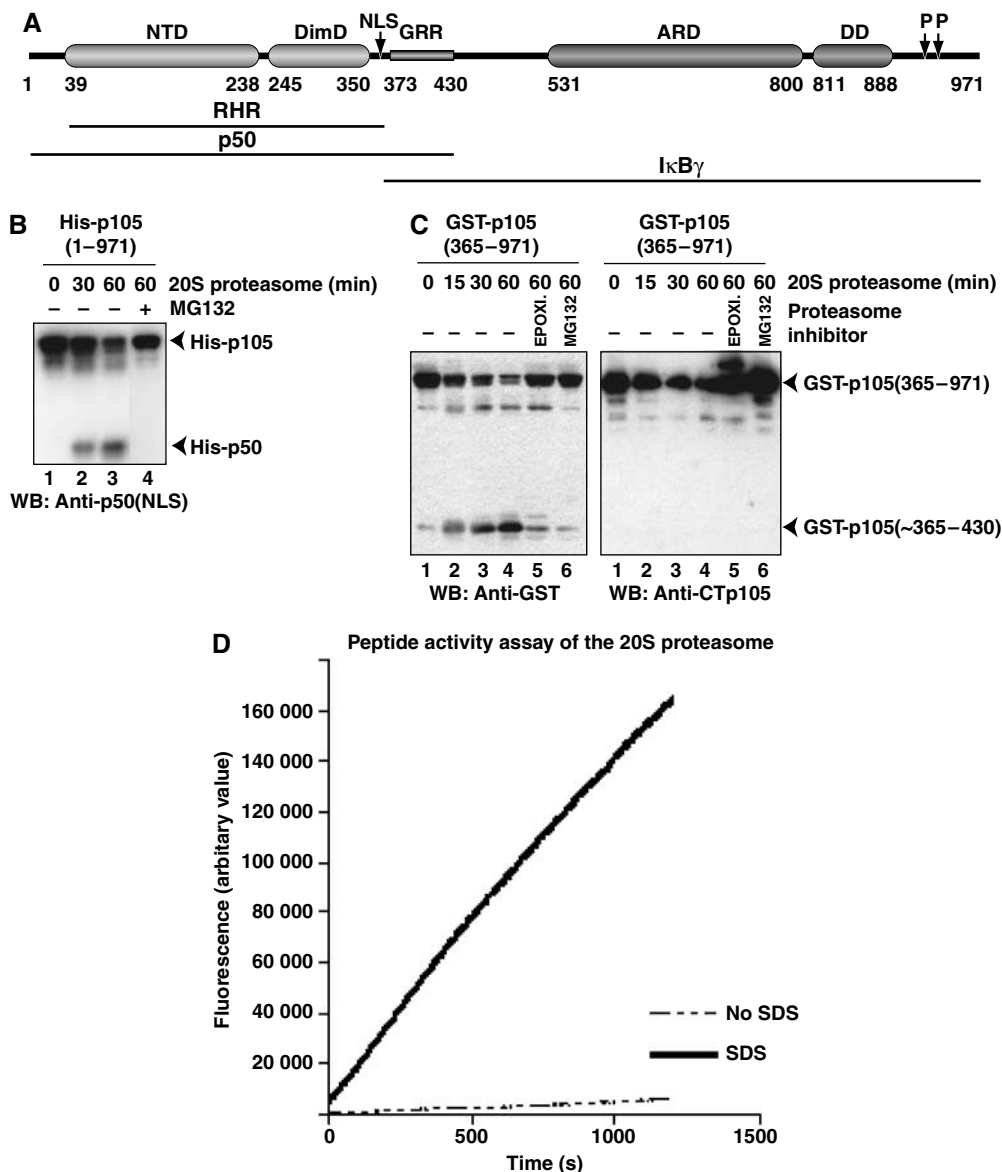 A
NTD DimD NLS GRR ARD DD P P
1 39 238 245 350 373 430 531 800 811 888 971
RHR
p50
IκBγ
B
His-p105
(1–971)
0 30 60 60 20S proteasome (min)
– – – + MG132
His-p105
His-p50
1 2 3 4
WB: Anti-p50(NLS)
C
GST-p105
(365–971)
GST-p105
(365–971)
0 15 30 60 60 60 0 15 30 60 60 60 20S proteasome (min)
– – – – EPOXI. MG132 – – – – EPOXI. MG132 Proteasome
inhibitor
GST-p105(365–971)
GST-p105(~365–430)
1 2 3 4 5 6 1 2 3 4 5 6
WB: Anti-GST WB: Anti-CTp105
D Peptide activity assay of the 20S proteasome
Fluorescence (arbitary value)
160 000
140 000
120 000
100 000
80 000
60 000
40 000
20 000
No SDS
SDS
0 500 1000 1500
Time (s)